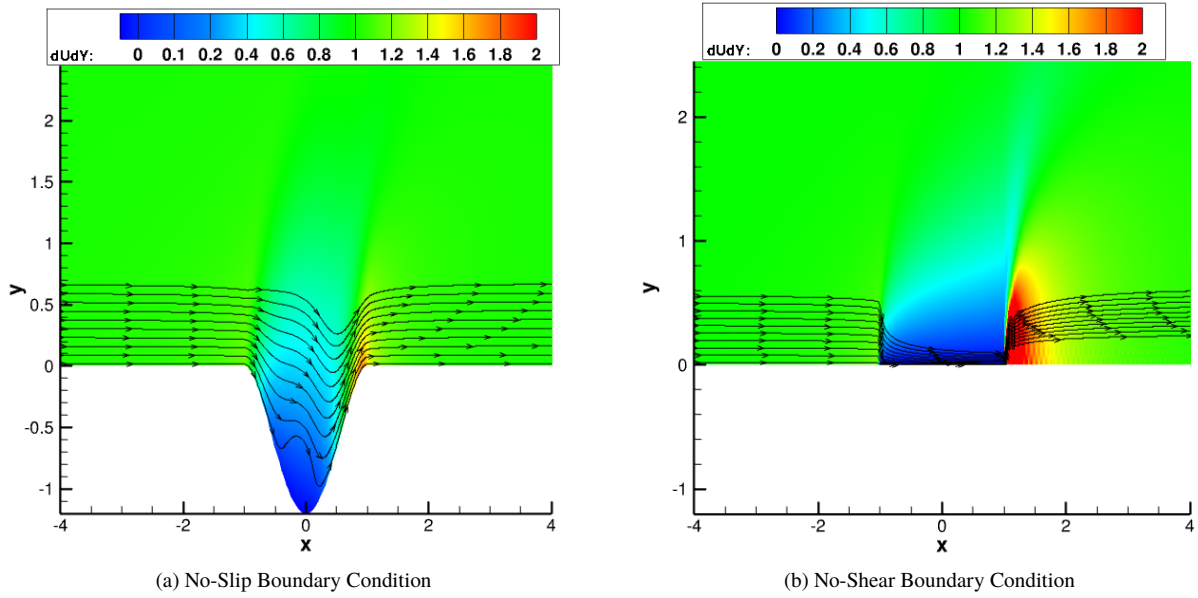 dUdY: 0 0.1 0.2 0.4 0.6 0.8 1 1.2 1.4 1.6 1.8 2
2
1.5
1
0.5
0
-0.5
-1
y
-4 -2 0 2 4
x
(a) No-Slip Boundary Condition
dUdY: 0 0.2 0.4 0.6 0.8 1 1.2 1.4 1.6 1.8 2
2
1
0
-1
y
-4 -2 0 2 4
x
(b) No-Shear Boundary Condition